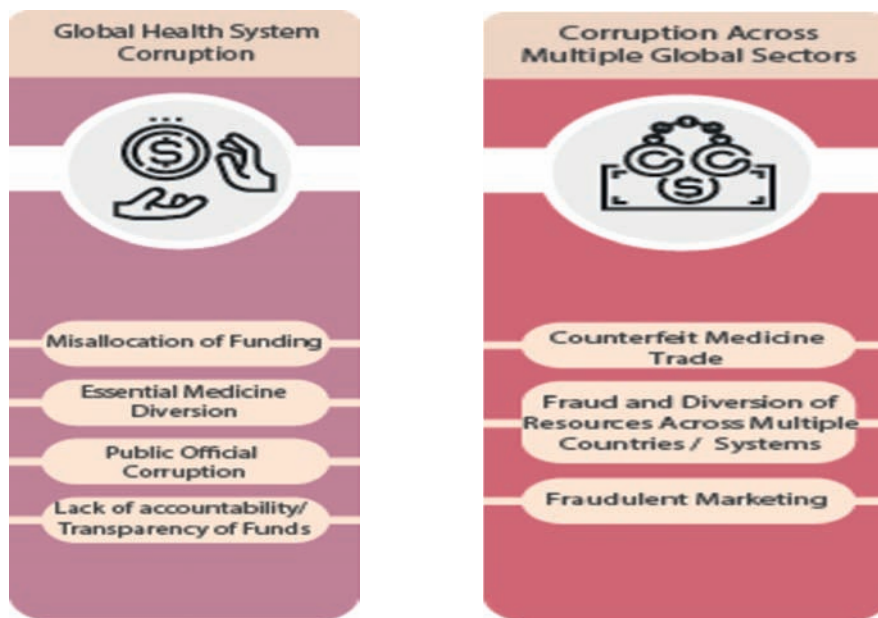 Global Health System
Corruption
$
Misallocation of Funding
Essential Medicine
Diversion
Public Official
Corruption
Lack of accountability/
Transparency of Funds
Corruption Across
Multiple Global Sectors
$
Counterfeit Medicine
Trade
Fraud and Diversion of
Resources Across Multiple
Countries / Systems
Fraudulent Marketing